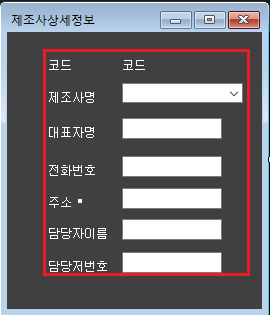 제조사상세정보
코드 코드
제조사명
대표자명
전화번호
주소
담당자이름
담당저번호